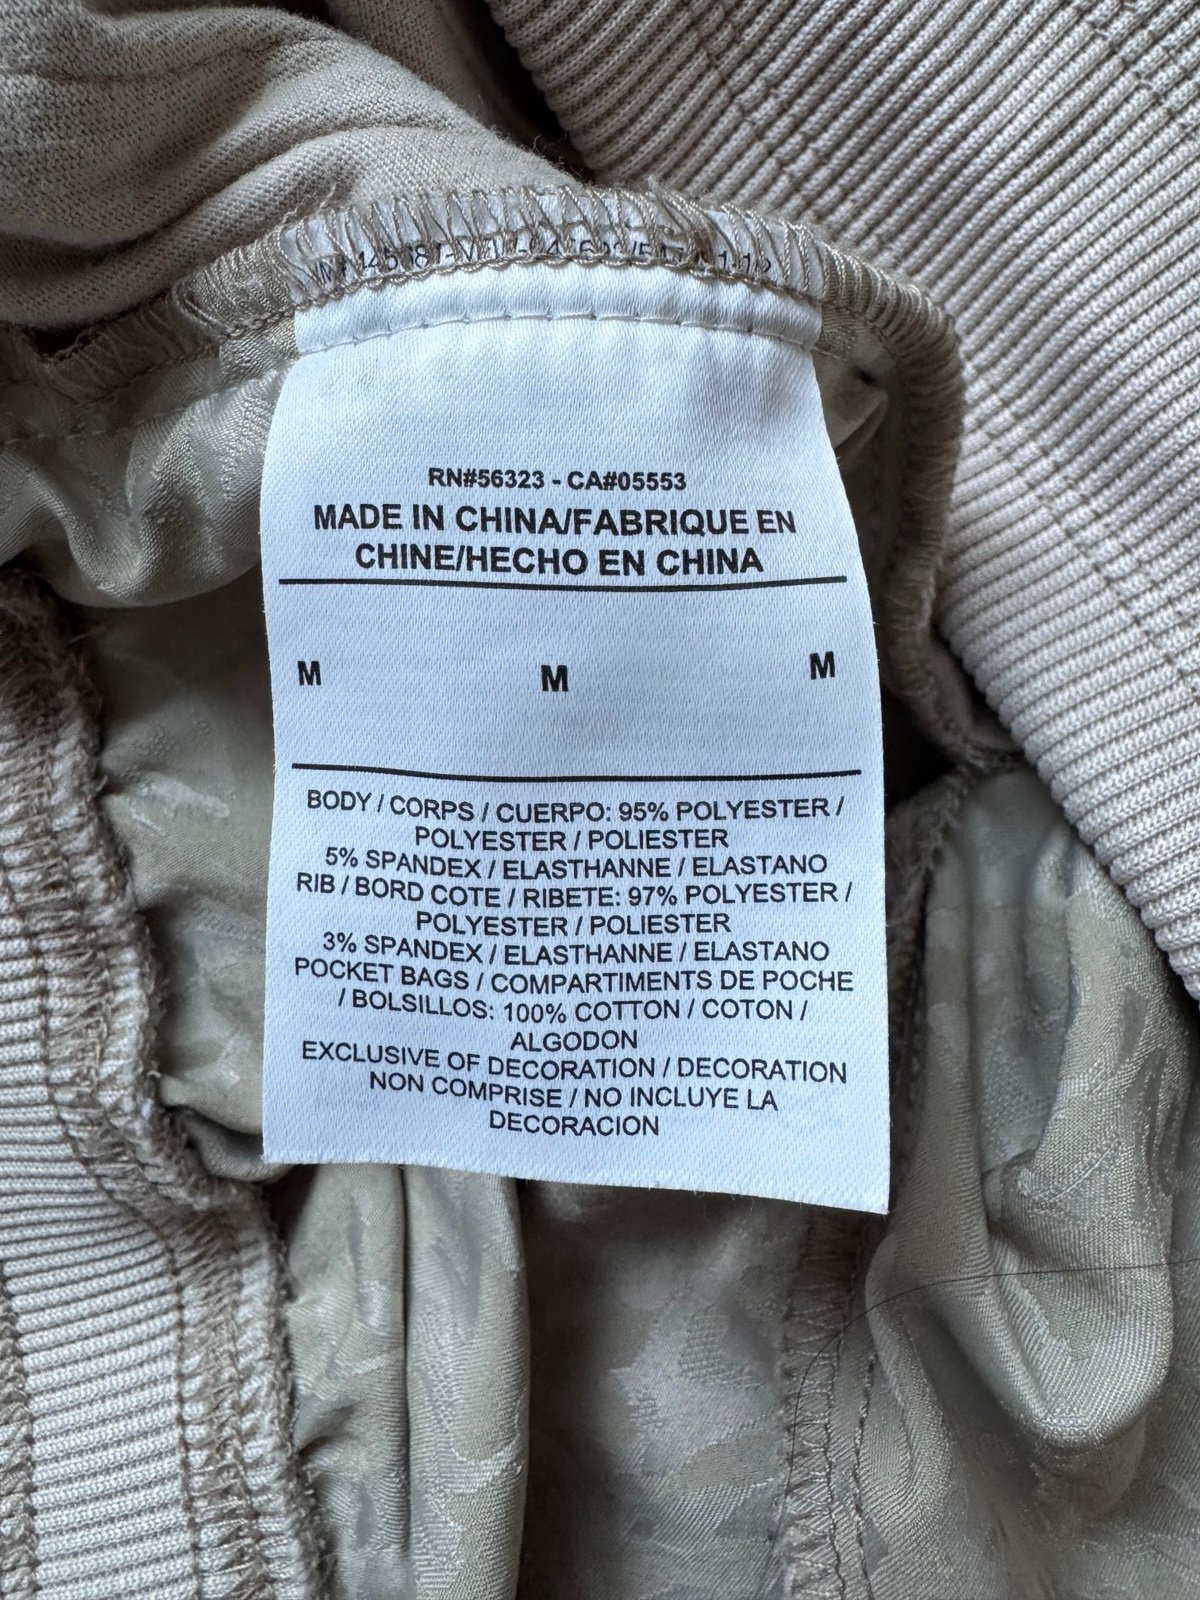 RN#56323 - CA#05553
MADE IN CHINA/FABRIQUE EN
CHINE/HECHO EN CHINA
M M M
BODY / CORPS / CUERPO: 95% POLYESTER /
POLYESTER / POLIESTER
5% SPANDEX / ELASTHANNE / ELASTANO
RIB / BORD COTE / RIBETE: 97% POLYESTER /
POLYESTER / POLIESTER
3% SPANDEX / ELASTHANNE / ELASTANO
POCKET BAGS / COMPARTIMENTS DE POCHE
/ BOLSILLOS: 100% COTTON / COTON /
ALGODON
EXCLUSIVE OF DECORATION / DECORATION
NON COMPRISE / NO INCLUYE LA
DECORACION